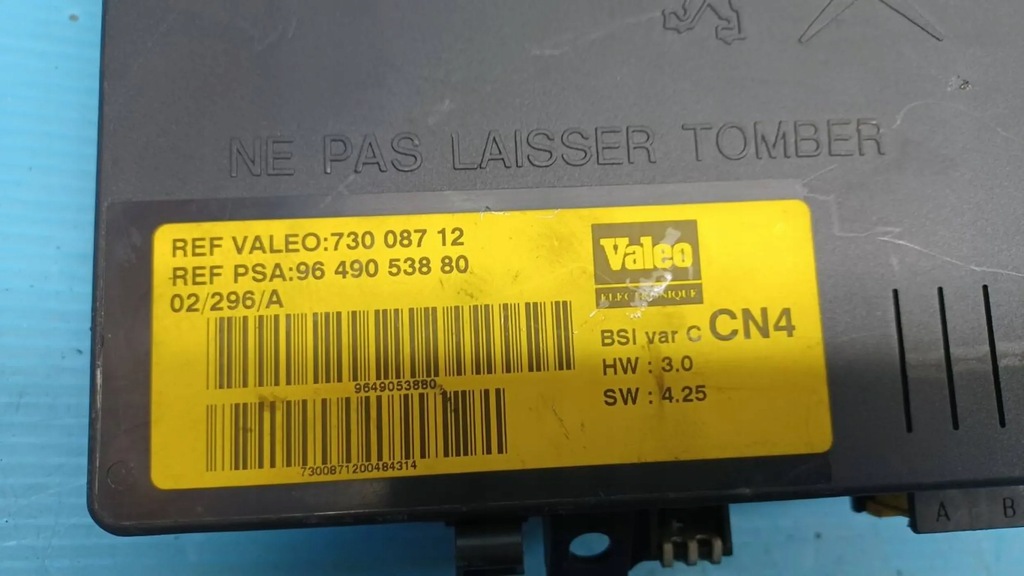 NE PAS LAISSER TOMBER
REF VALEO:730 087 12
REF PSA:96 490 538 80
02/296/A
9649053880
7300871200484314
Valeo
ELECTRONIQUE
BSI var C CN4
HW : 3.0
SW : 4.25
A B